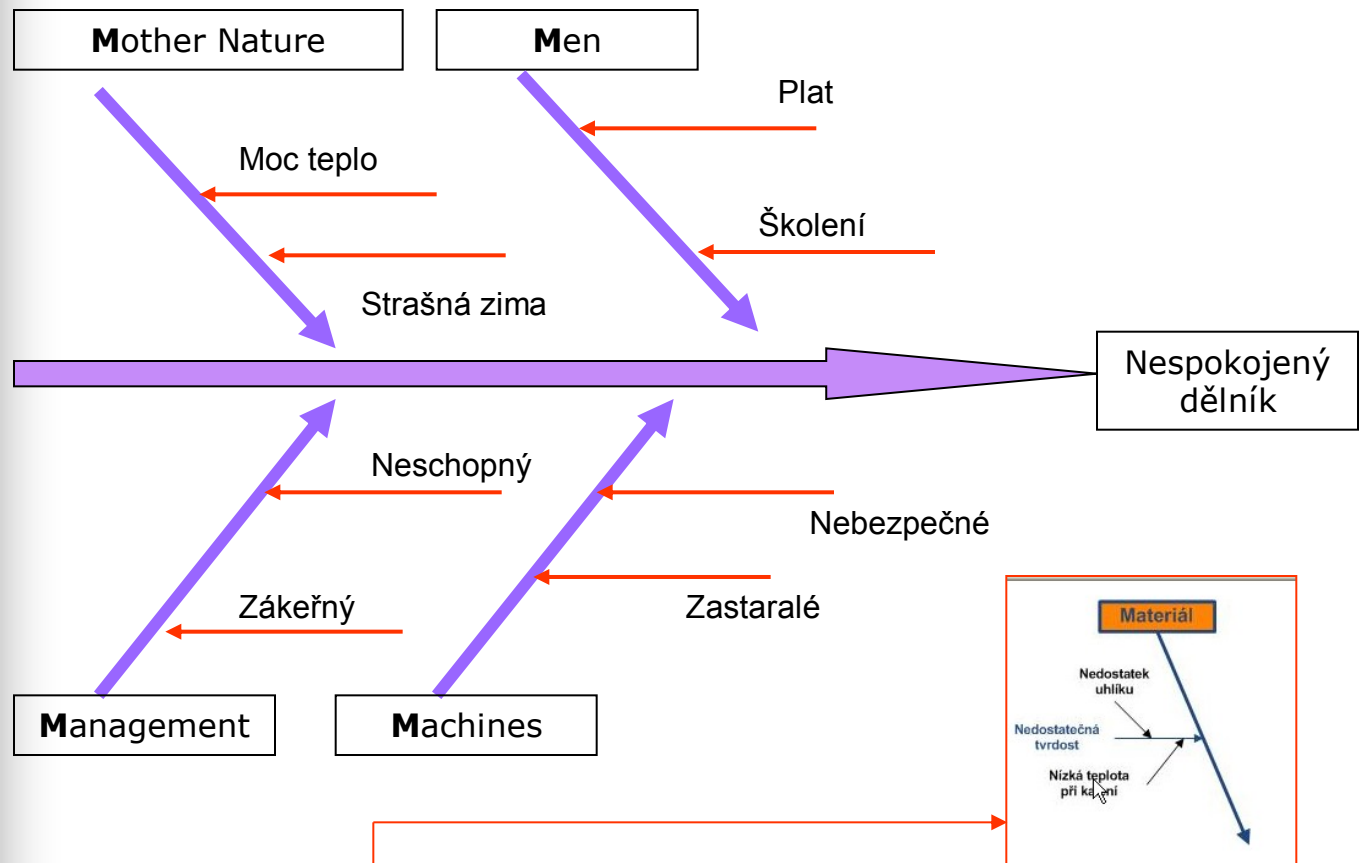 Mother Nature
Men
Plat
Moc teplo
Školení
Strašná zima
Nespokojený
dělník
Neschopný
Nebezpečné
Zákeřný
Zastaralé
Management
Machines
Materiál
Nedostatek
uhlíku
Nedostatečná
tvrdost
Nízká teplota
při kalení